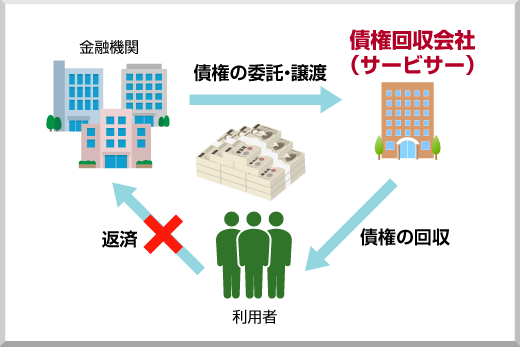 金融機関
債権の委託・譲渡
債権回収会社
（サービサー）
返済
債権の回収
利用者